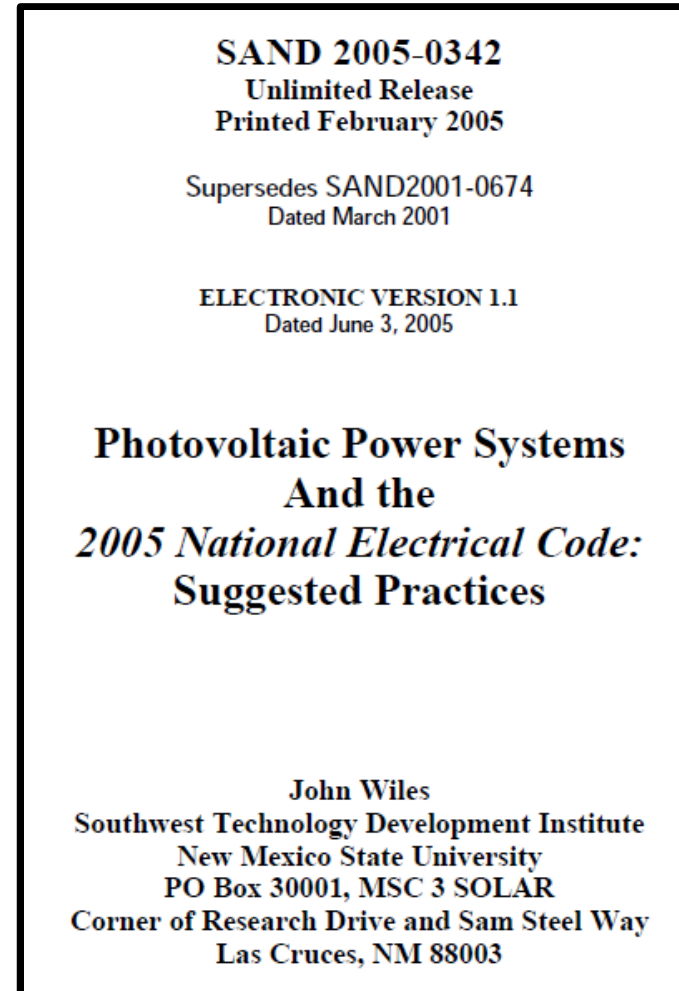 SAND 2005-0342
Unlimited Release
Printed February 2005
Supersedes SAND2001-0674
Dated March 2001
ELECTRONIC VERSION 1.1
Dated June 3, 2005
Photovoltaic Power Systems
And the
2005 National Electrical Code:
Suggested Practices
John Wiles
Southwest Technology Development Institute
New Mexico State University
PO Box 30001, MSC 3 SOLAR
Corner of Research Drive and Sam Steel Way
Las Cruces, NM 88003